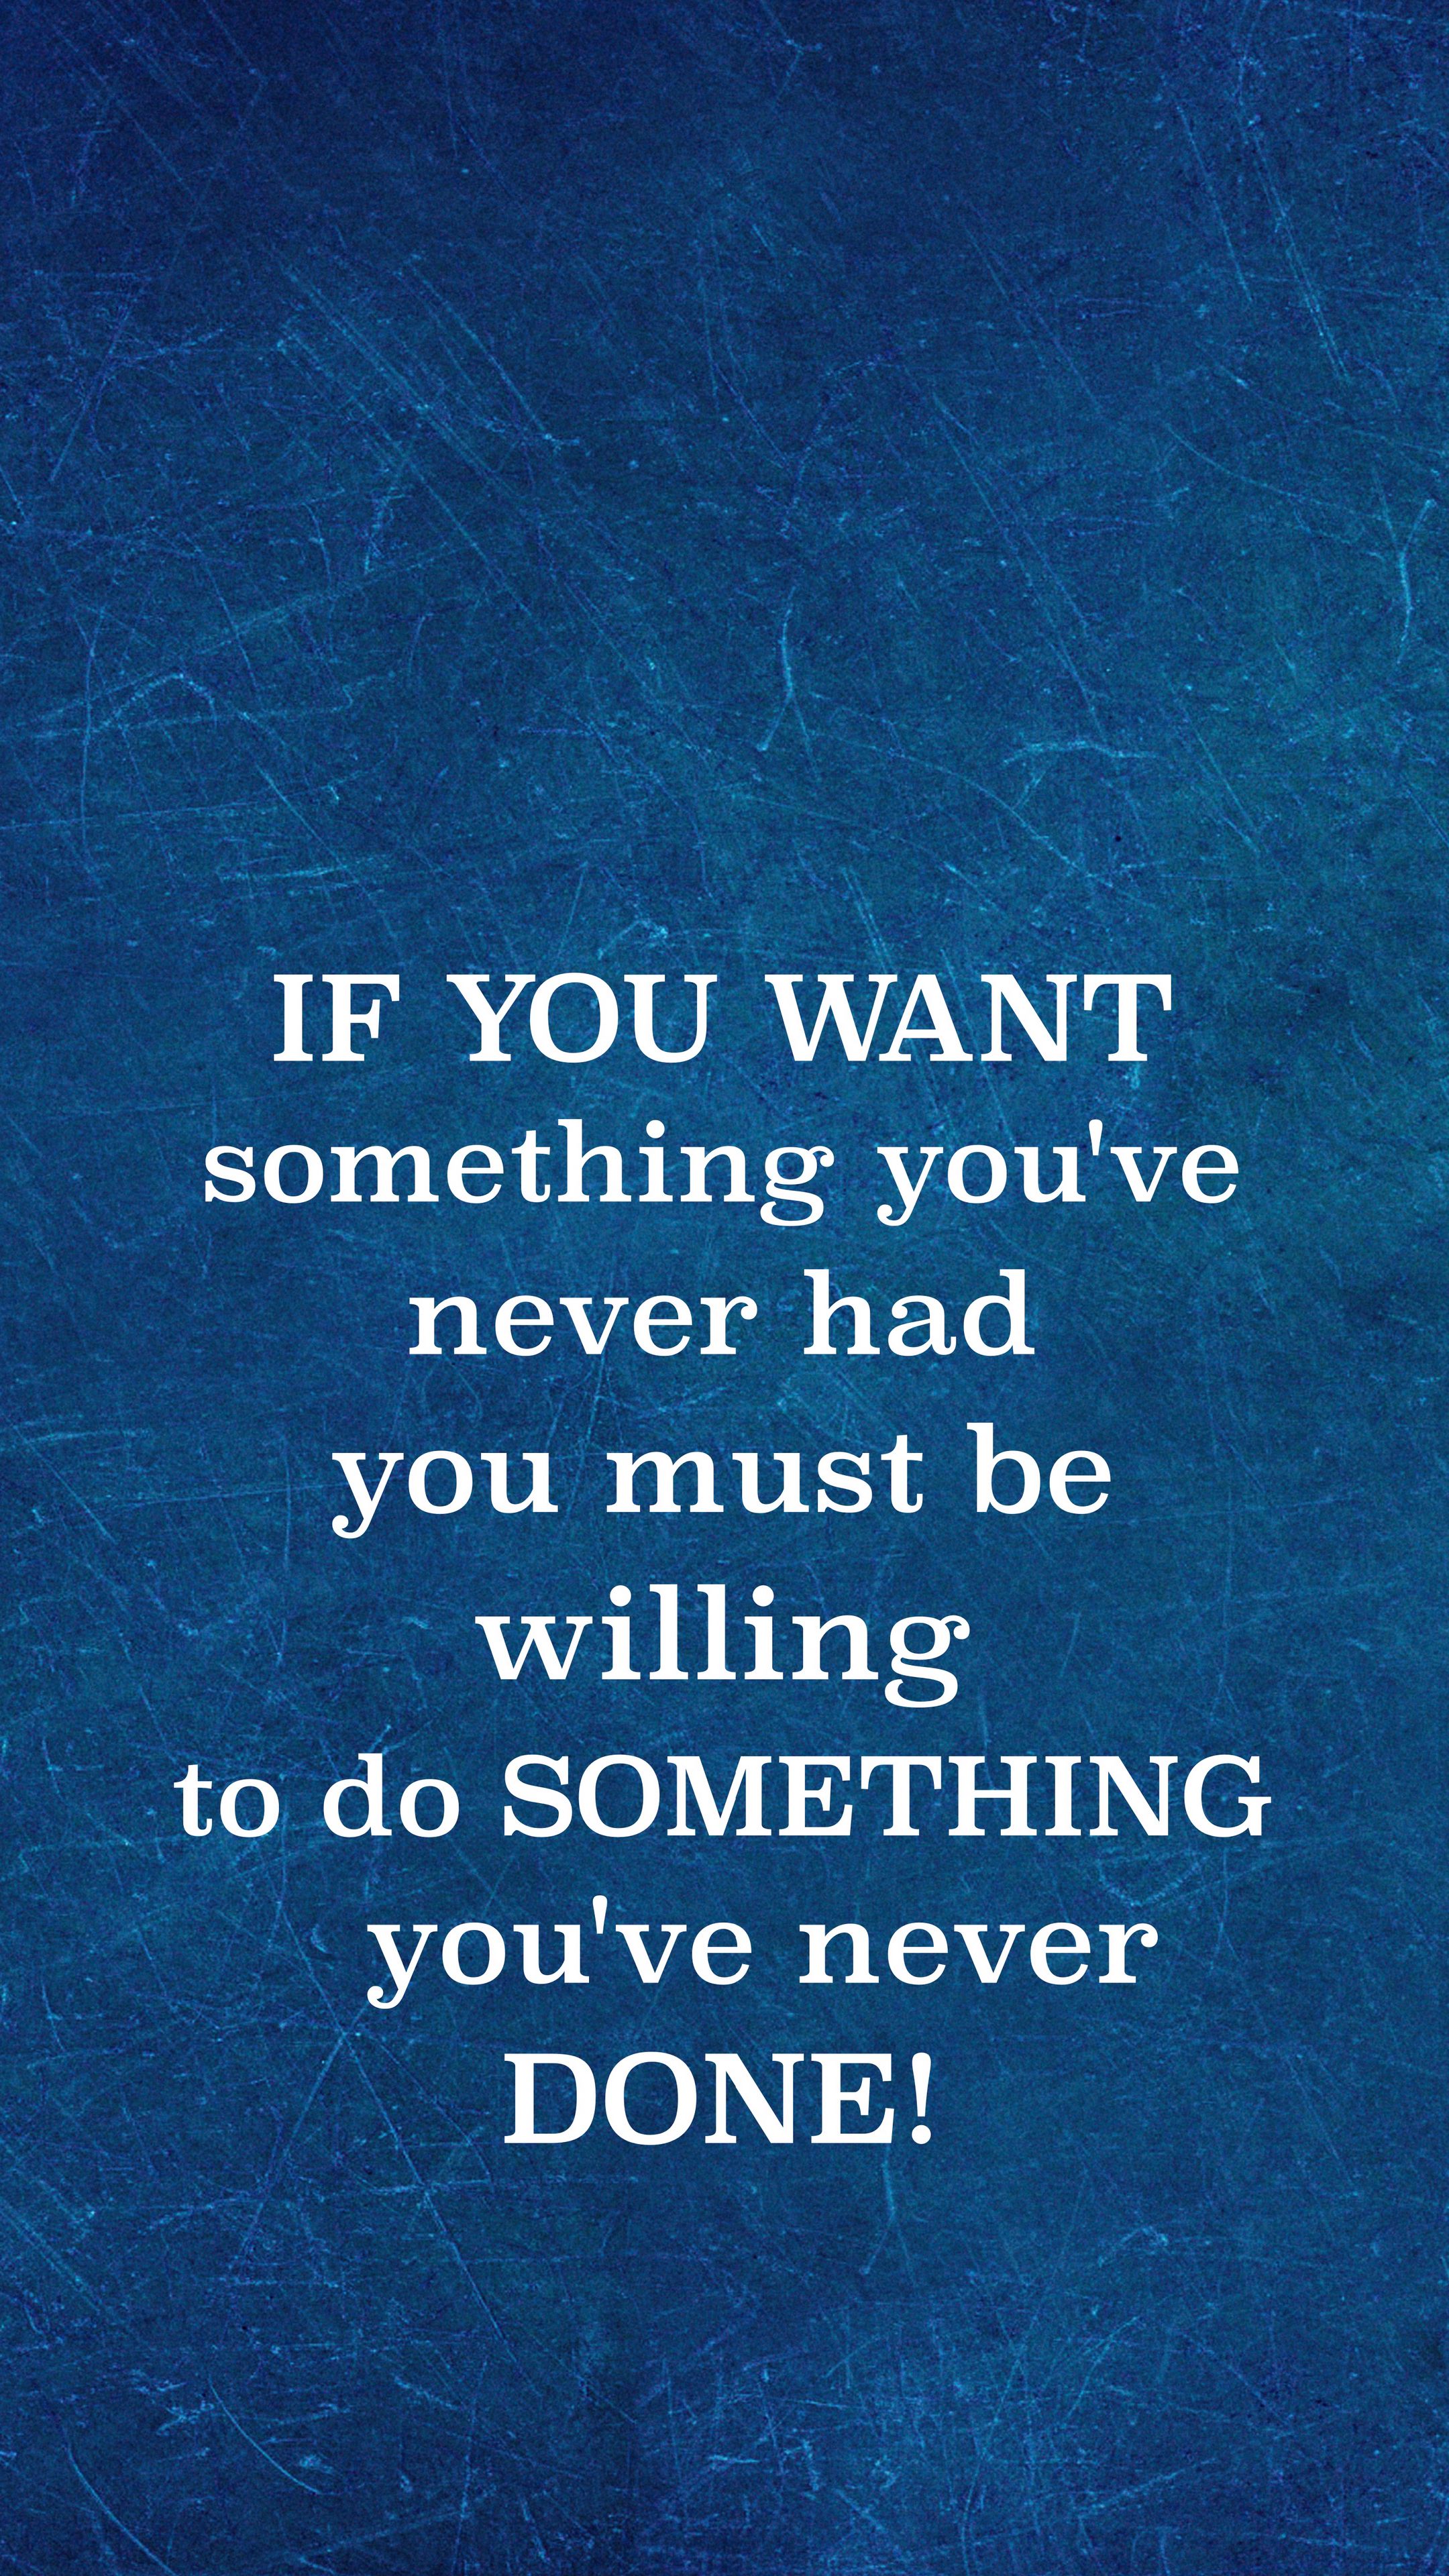 IF YOU WANT
something you've
never had
you must be
willing
to do SOMETHING
you've never
DONE!